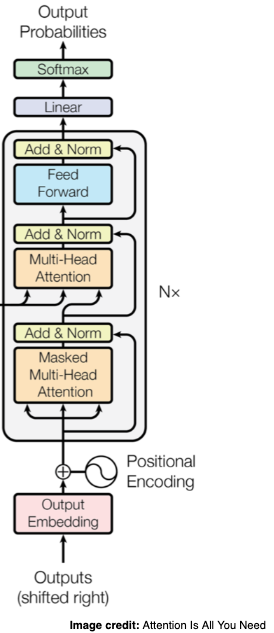 Output
Probabilities
Softmax
Linear
Add & Norm
Feed
Forward
Add & Norm
Multi-Head
Attention
N×
Add & Norm
Masked
Multi-Head
Attention
Positional
Encoding
Output
Embedding
Outputs
(shifted right)
Image credit: Attention Is All You Need